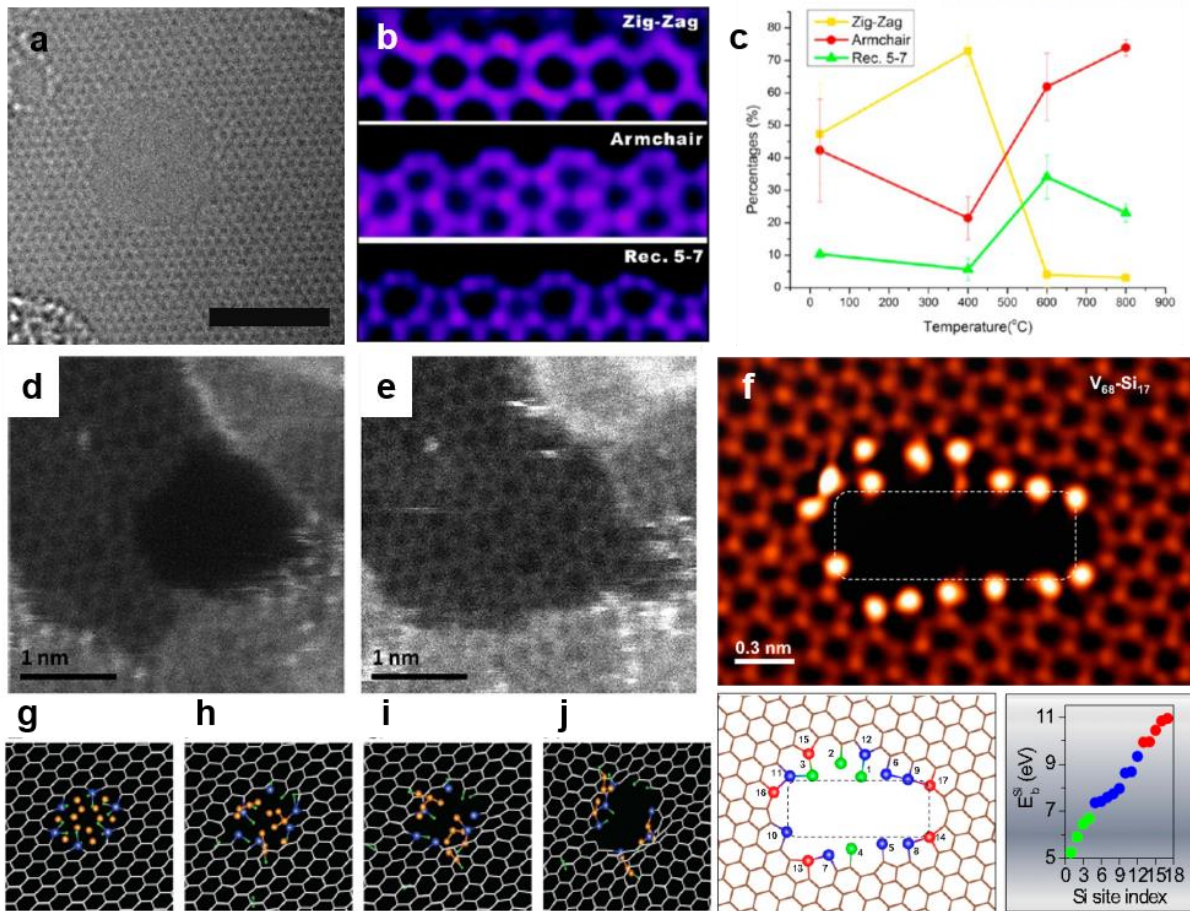 a
b
Zig-Zag
Armchair
Rec. 5-7
c
Zig-Zag
Armchair
Rec. 5-7
Percentages (%)
80
70
60
50
40
30
20
10
0
0 100 200 300 400 500 600 700 800 900
Temperature(°C)
d
1 nm
e
1 nm
f
V68-Si17
0.3 nm
g
h
i
j
15
2
12
11
3
1
6
9
17
16
10
14
13
7
4
5
8
E_b^Si (eV)
11
9
7
5
0 3 6 9 12 15 18
Si site index